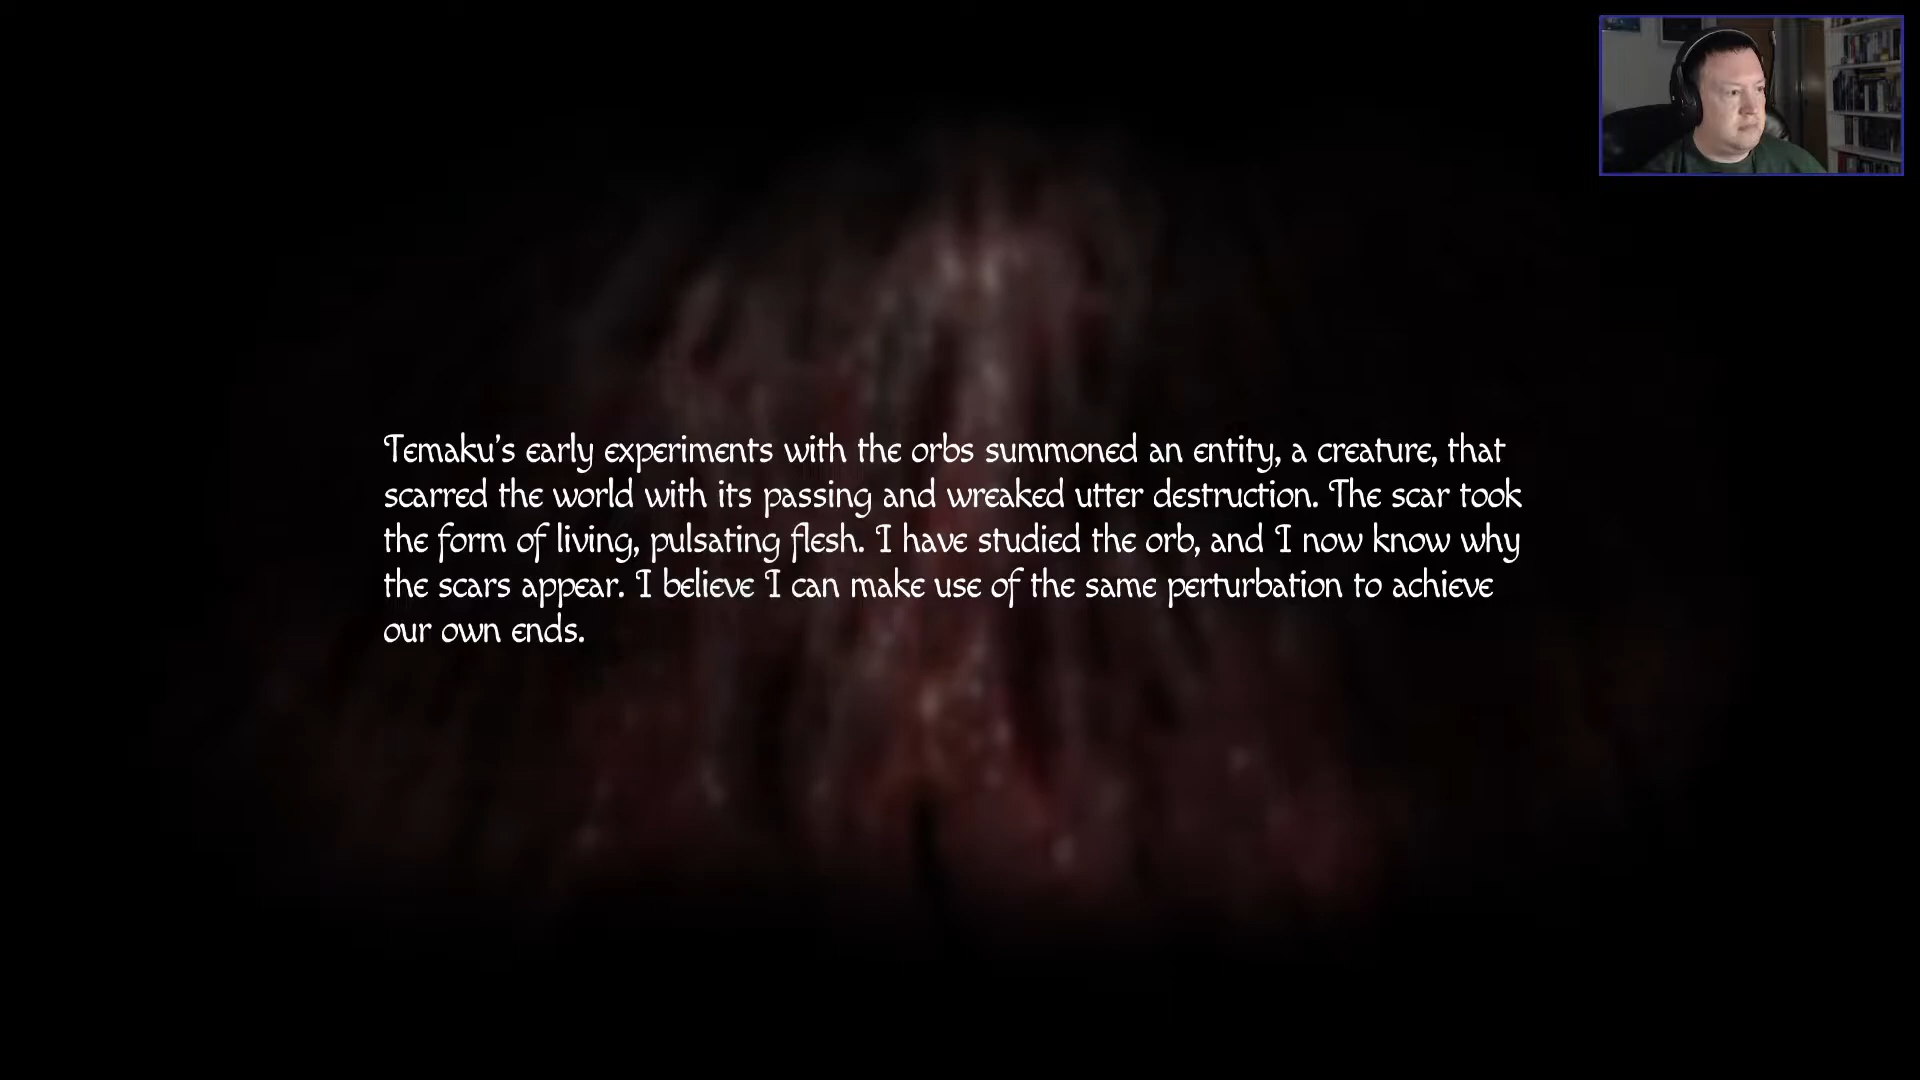 Temaku's early experiments with the orbs summoned an entity, a creature, that
scarred the world with its passing and wreaked utter destruction. The scar took
the form of living, pulsating flesh. I have studied the orb, and I now know why
the scars appear. I believe I can make use of the same perturbation to achieve
our own ends.